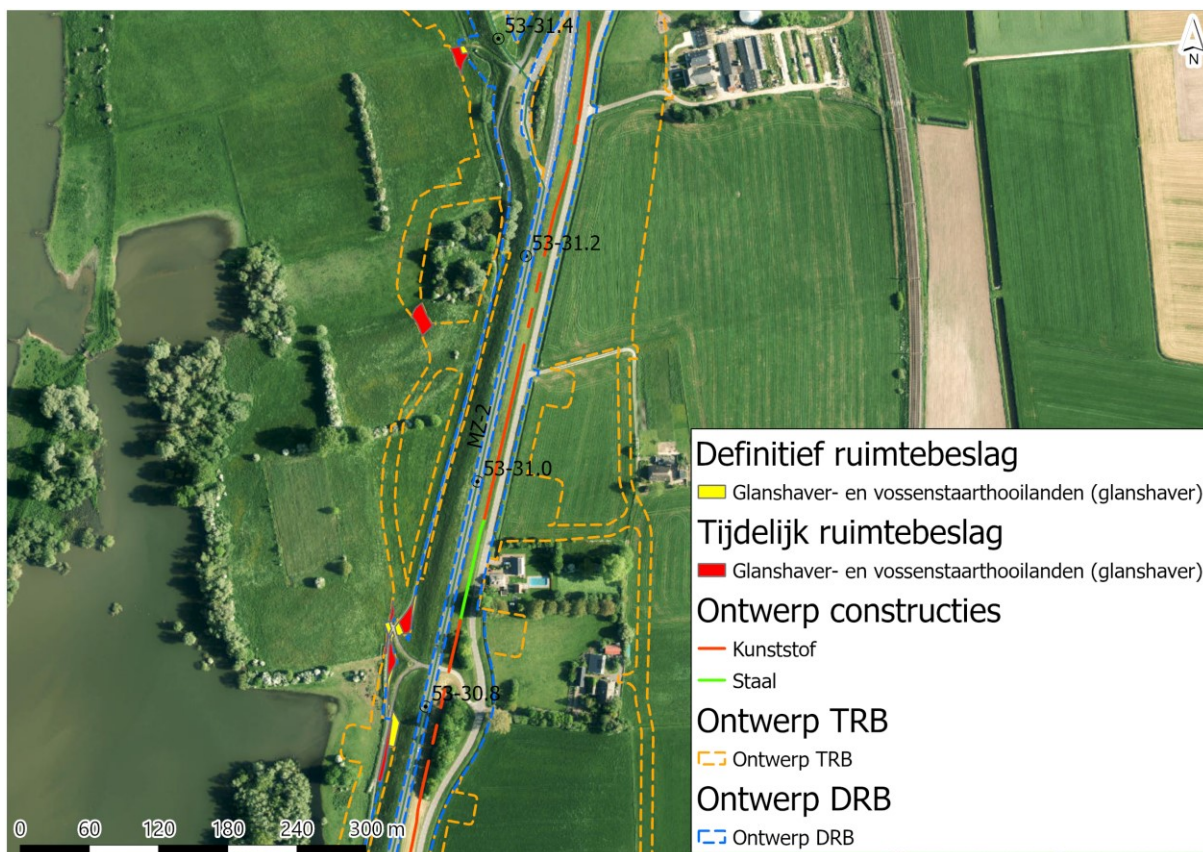 53-31.4
N
53-31.2
MZ-2
53-31.0
53-30.8
Definitief ruimtebeslag
Glanshaver- en vossenstaarthooilanden (glanshaver)
Tijdelijk ruimtebeslag
Glanshaver- en vossenstaarthooilanden (glanshaver)
Ontwerp constructies
Kunststof
Staal
Ontwerp TRB
Ontwerp TRB
Ontwerp DRB
Ontwerp DRB
0 60 120 180 240 300 m